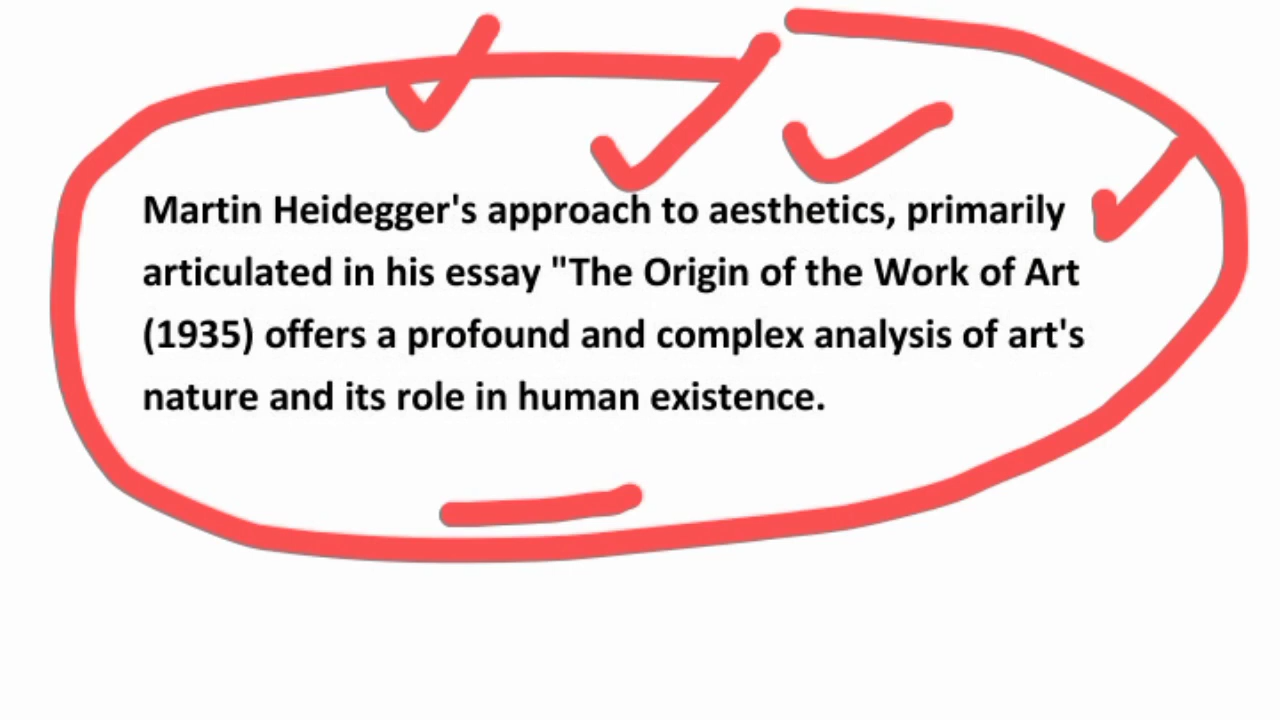 Martin Heidegger's approach to aesthetics, primarily
articulated in his essay "The Origin of the Work of Art
(1935) offers a profound and complex analysis of art's
nature and its role in human existence.